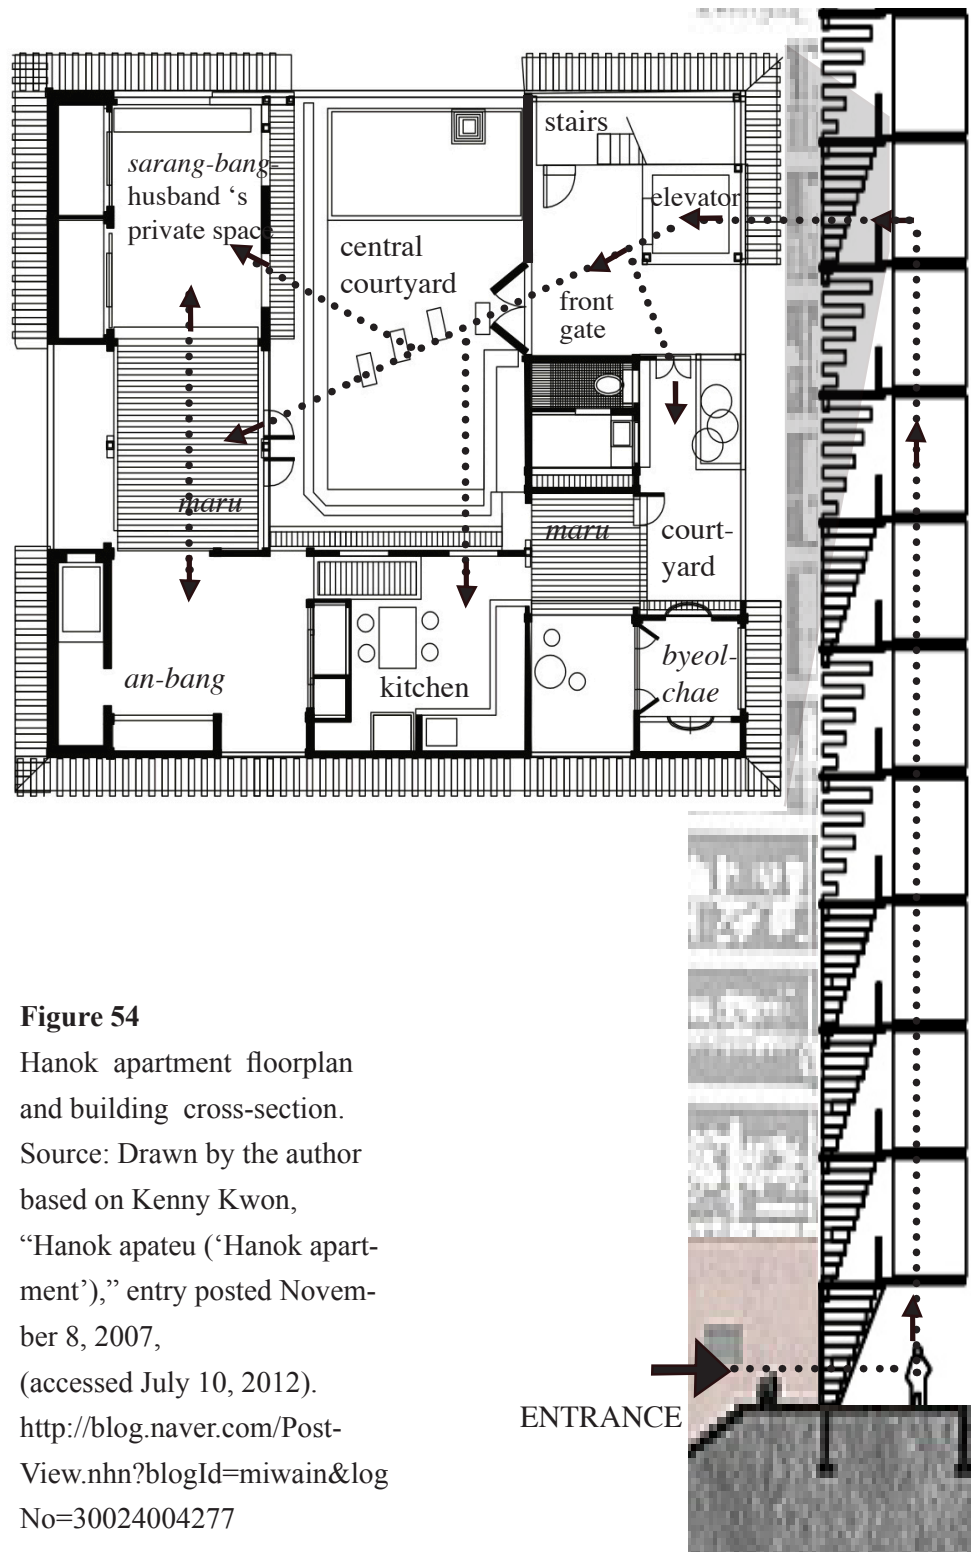 stairs
sarang-bang-
husband ‘s
private space
elevator
central
courtyard
front
gate
maru
maru
court-
yard
an-bang
kitchen
byeol-
chae
Figure 54
Hanok apartment floorplan
and building cross-section.
Source: Drawn by the author
based on Kenny Kwon,
“Hanok apateu (‘Hanok apart-
ment’),” entry posted Novem-
ber 8, 2007,
(accessed July 10, 2012).
http://blog.naver.com/Post-
View.nhn?blogId=miwain&log
No=30024004277
ENTRANCE